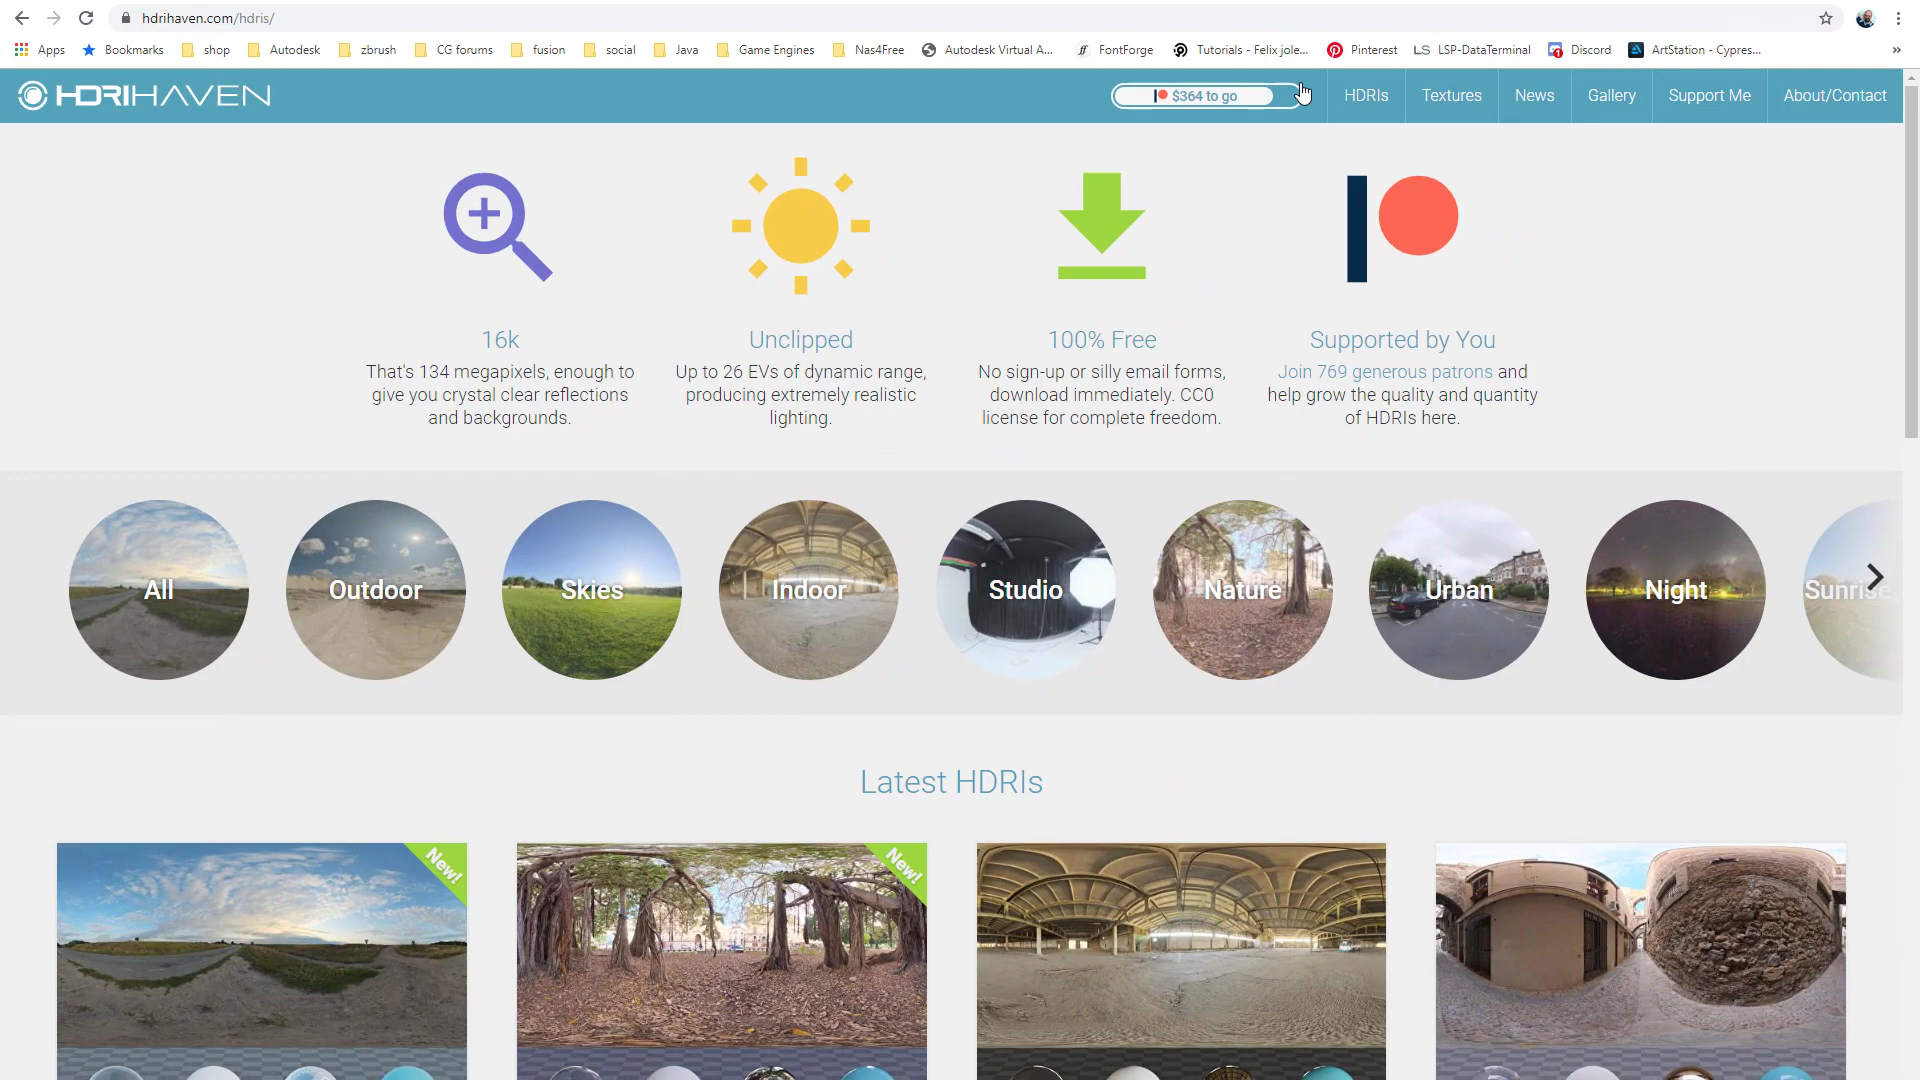 hdrihaven.com/hdris/
Apps Bookmarks shop Autodesk zbrush CG forums fusion social Java Game Engines Nas4Free Autodesk Virtual A... FontForge Tutorials - Felix jole... Pinterest LSP-DataTerminal Discord ArtStation - Cypres... »
HDRIHAVEN $364 to go HDRIs Textures News Gallery Support Me About/Contact
16k
That's 134 megapixels, enough to
give you crystal clear reflections
and backgrounds.
Unclipped
Up to 26 EVs of dynamic range,
producing extremely realistic
lighting.
100% Free
No sign-up or silly email forms,
download immediately. CC0
license for complete freedom.
Supported by You
Join 769 generous patrons and
help grow the quality and quantity
of HDRIs here.
All Outdoor Skies Indoor Studio Nature Urban Night Sunrise
Latest HDRIs
New! New!